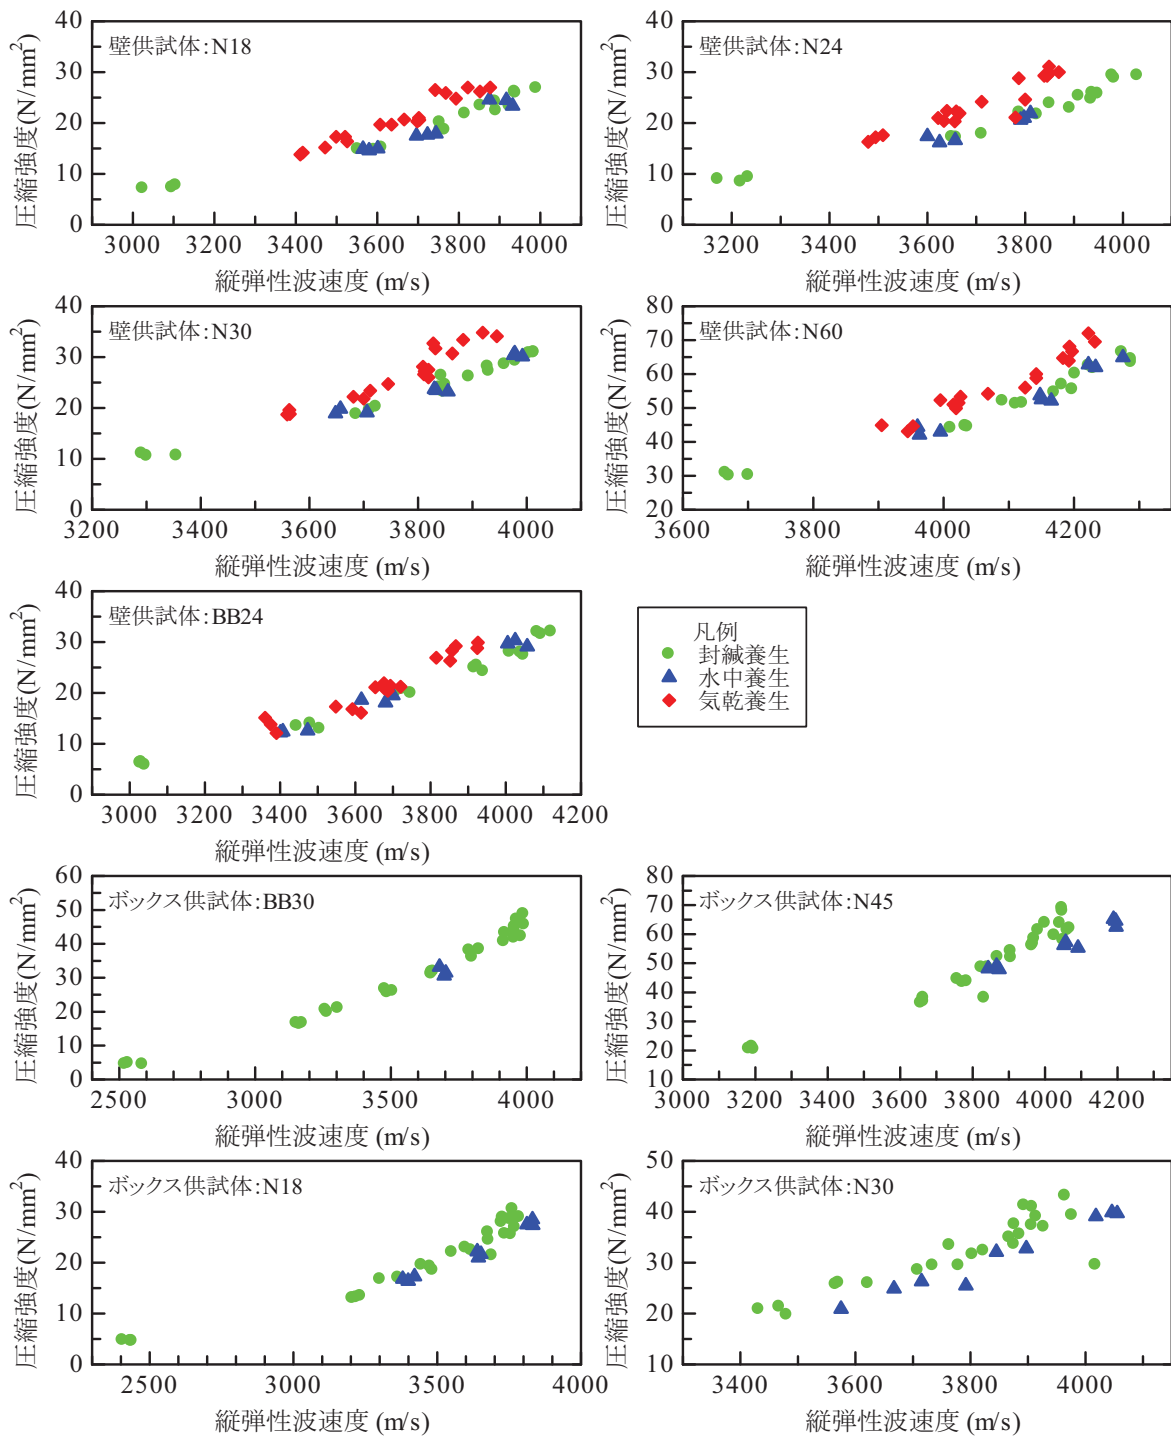 壁供試体:N18
圧縮強度(N/mm²)
40
30
20
10
0
3000 3200 3400 3600 3800 4000
縦弾性波速度 (m/s)
壁供試体:N24
圧縮強度(N/mm²)
40
30
20
10
0
3200 3400 3600 3800 4000
縦弾性波速度 (m/s)
壁供試体:N30
圧縮強度(N/mm²)
40
30
20
10
0
3200 3400 3600 3800 4000
縦弾性波速度 (m/s)
壁供試体:N60
圧縮強度(N/mm²)
80
70
60
50
40
30
20
3600 3800 4000 4200
縦弾性波速度 (m/s)
壁供試体:BB24
圧縮強度(N/mm²)
40
30
20
10
0
3000 3200 3400 3600 3800 4000 4200
縦弾性波速度 (m/s)
凡例
封緘養生
水中養生
気乾養生
ボックス供試体:BB30
圧縮強度(N/mm²)
60
50
40
30
20
10
0
2500 3000 3500 4000
縦弾性波速度 (m/s)
ボックス供試体:N45
圧縮強度(N/mm²)
80
70
60
50
40
30
20
10
3000 3200 3400 3600 3800 4000 4200
縦弾性波速度 (m/s)
ボックス供試体:N18
圧縮強度(N/mm²)
40
30
20
10
0
2500 3000 3500 4000
縦弾性波速度 (m/s)
ボックス供試体:N30
圧縮強度(N/mm²)
50
40
30
20
10
3400 3600 3800 4000
縦弾性波速度 (m/s)